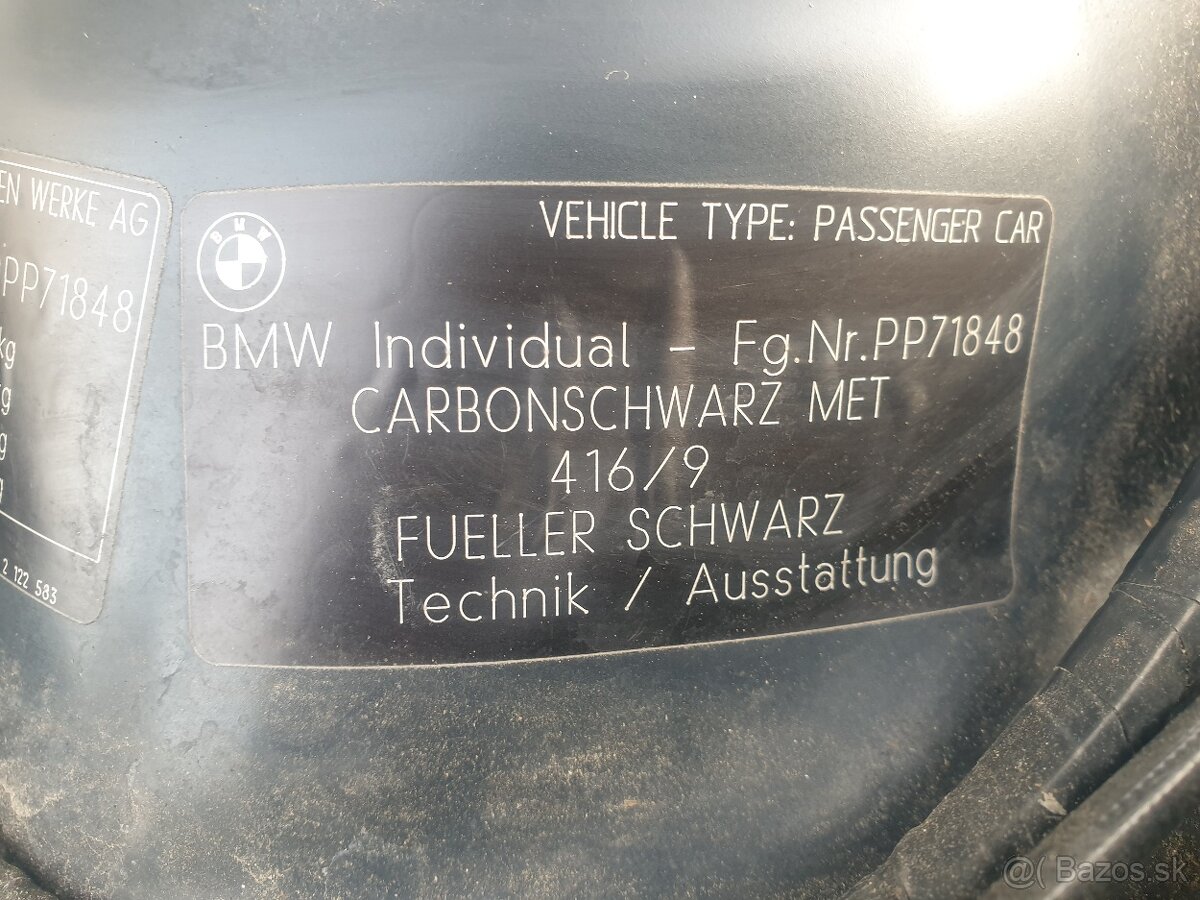 EN WERKE AG
PP71848
kg
g
g
2 122 583
BMW
VEHICLE TYPE: PASSENGER CAR
BMW Individual - Fg.Nr.PP71848
CARBONSCHWARZ MET
416/9
FUELLER SCHWARZ
Technik / Ausstattung
@( Bazos.sk